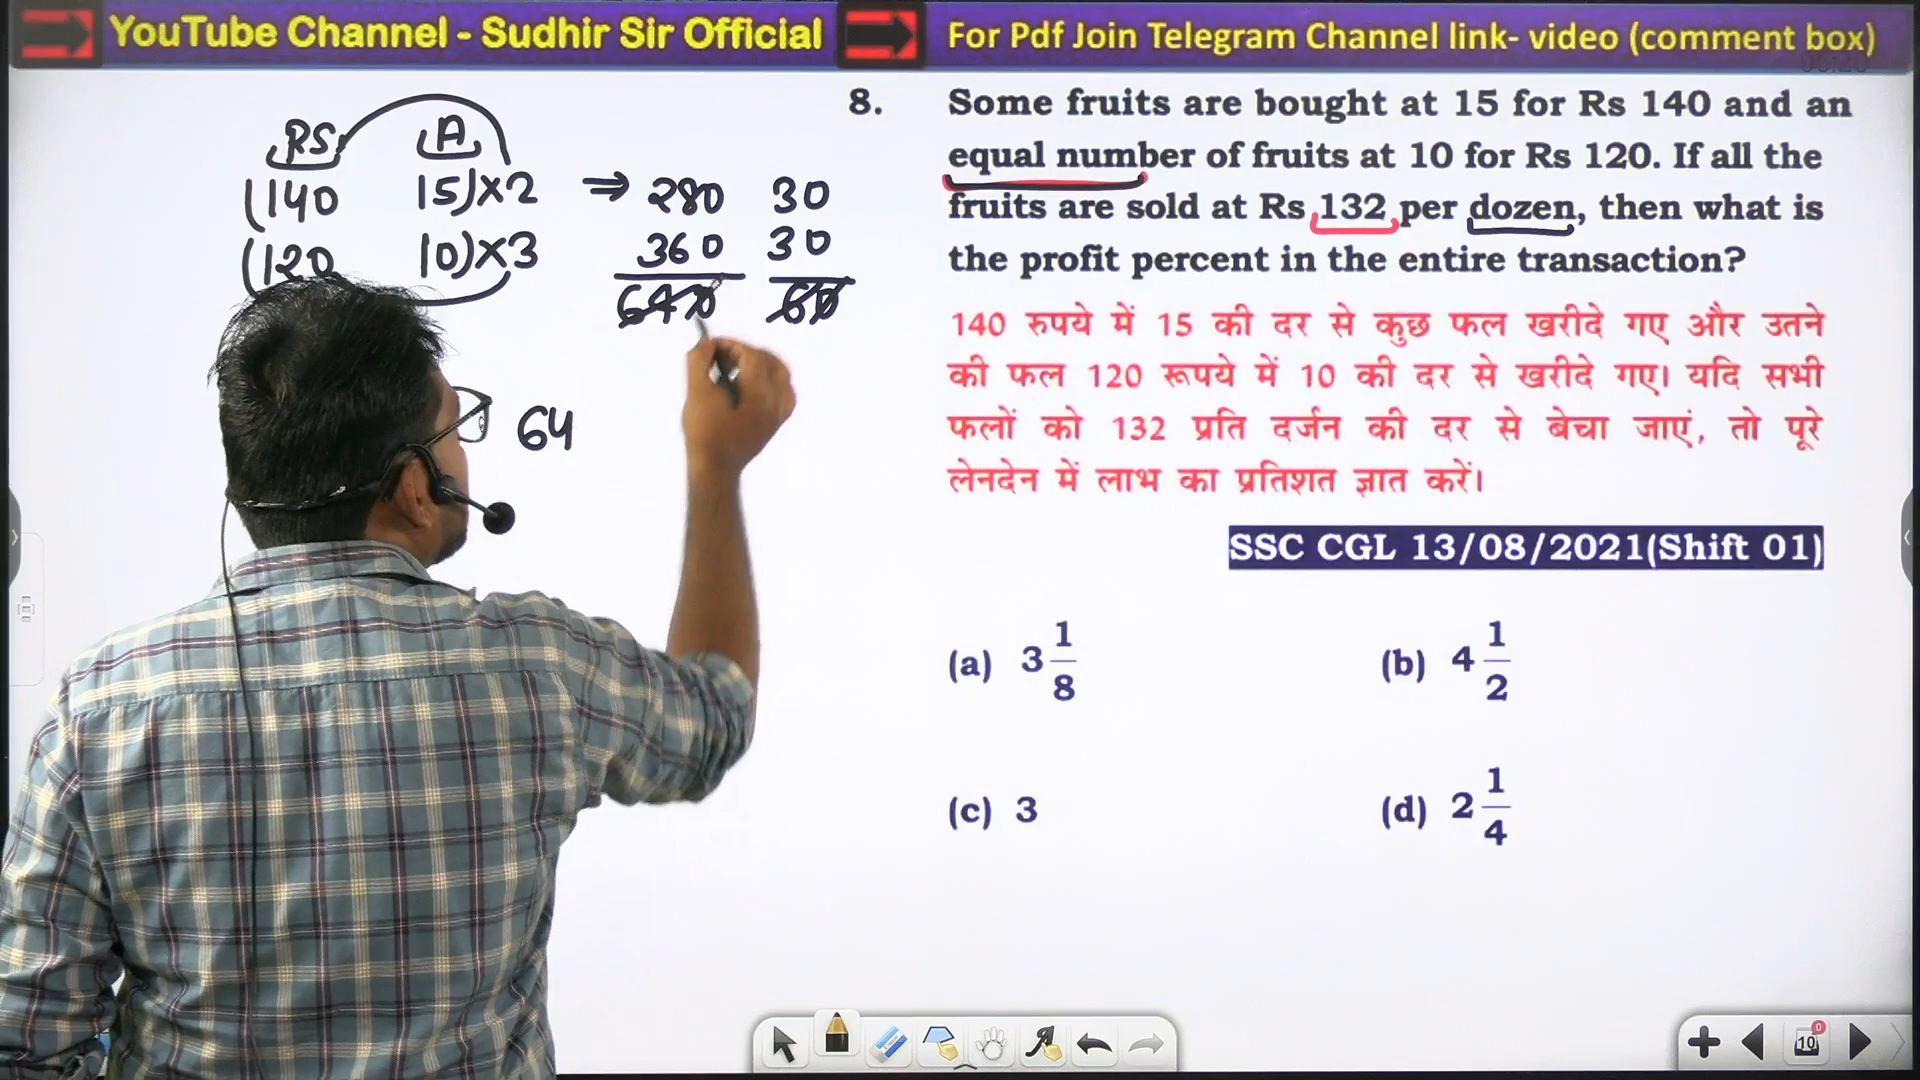 YouTube Channel - Sudhir Sir Official
For Pdf Join Telegram Channel link- video (comment box)
RS A
(140 15)×2 ⇒ 280 30
(120 10)×3 360 30
640 60
64
8. Some fruits are bought at 15 for Rs 140 and an
equal number of fruits at 10 for Rs 120. If all the
fruits are sold at Rs 132 per dozen, then what is
the profit percent in the entire transaction?
140 रुपये में 15 की दर से कुछ फल खरीदे गए और उतने
की फल 120 रूपये में 10 की दर से खरीदे गए। यदि सभी
फलों को 132 प्रति दर्जन की दर से बेचा जाएं, तो पूरे
लेनदेन में लाभ का प्रतिशत ज्ञात करें।
SSC CGL 13/08/2021(Shift 01)
(a) 3 1/8
(b) 4 1/2
(c) 3
(d) 2 1/4
10
0